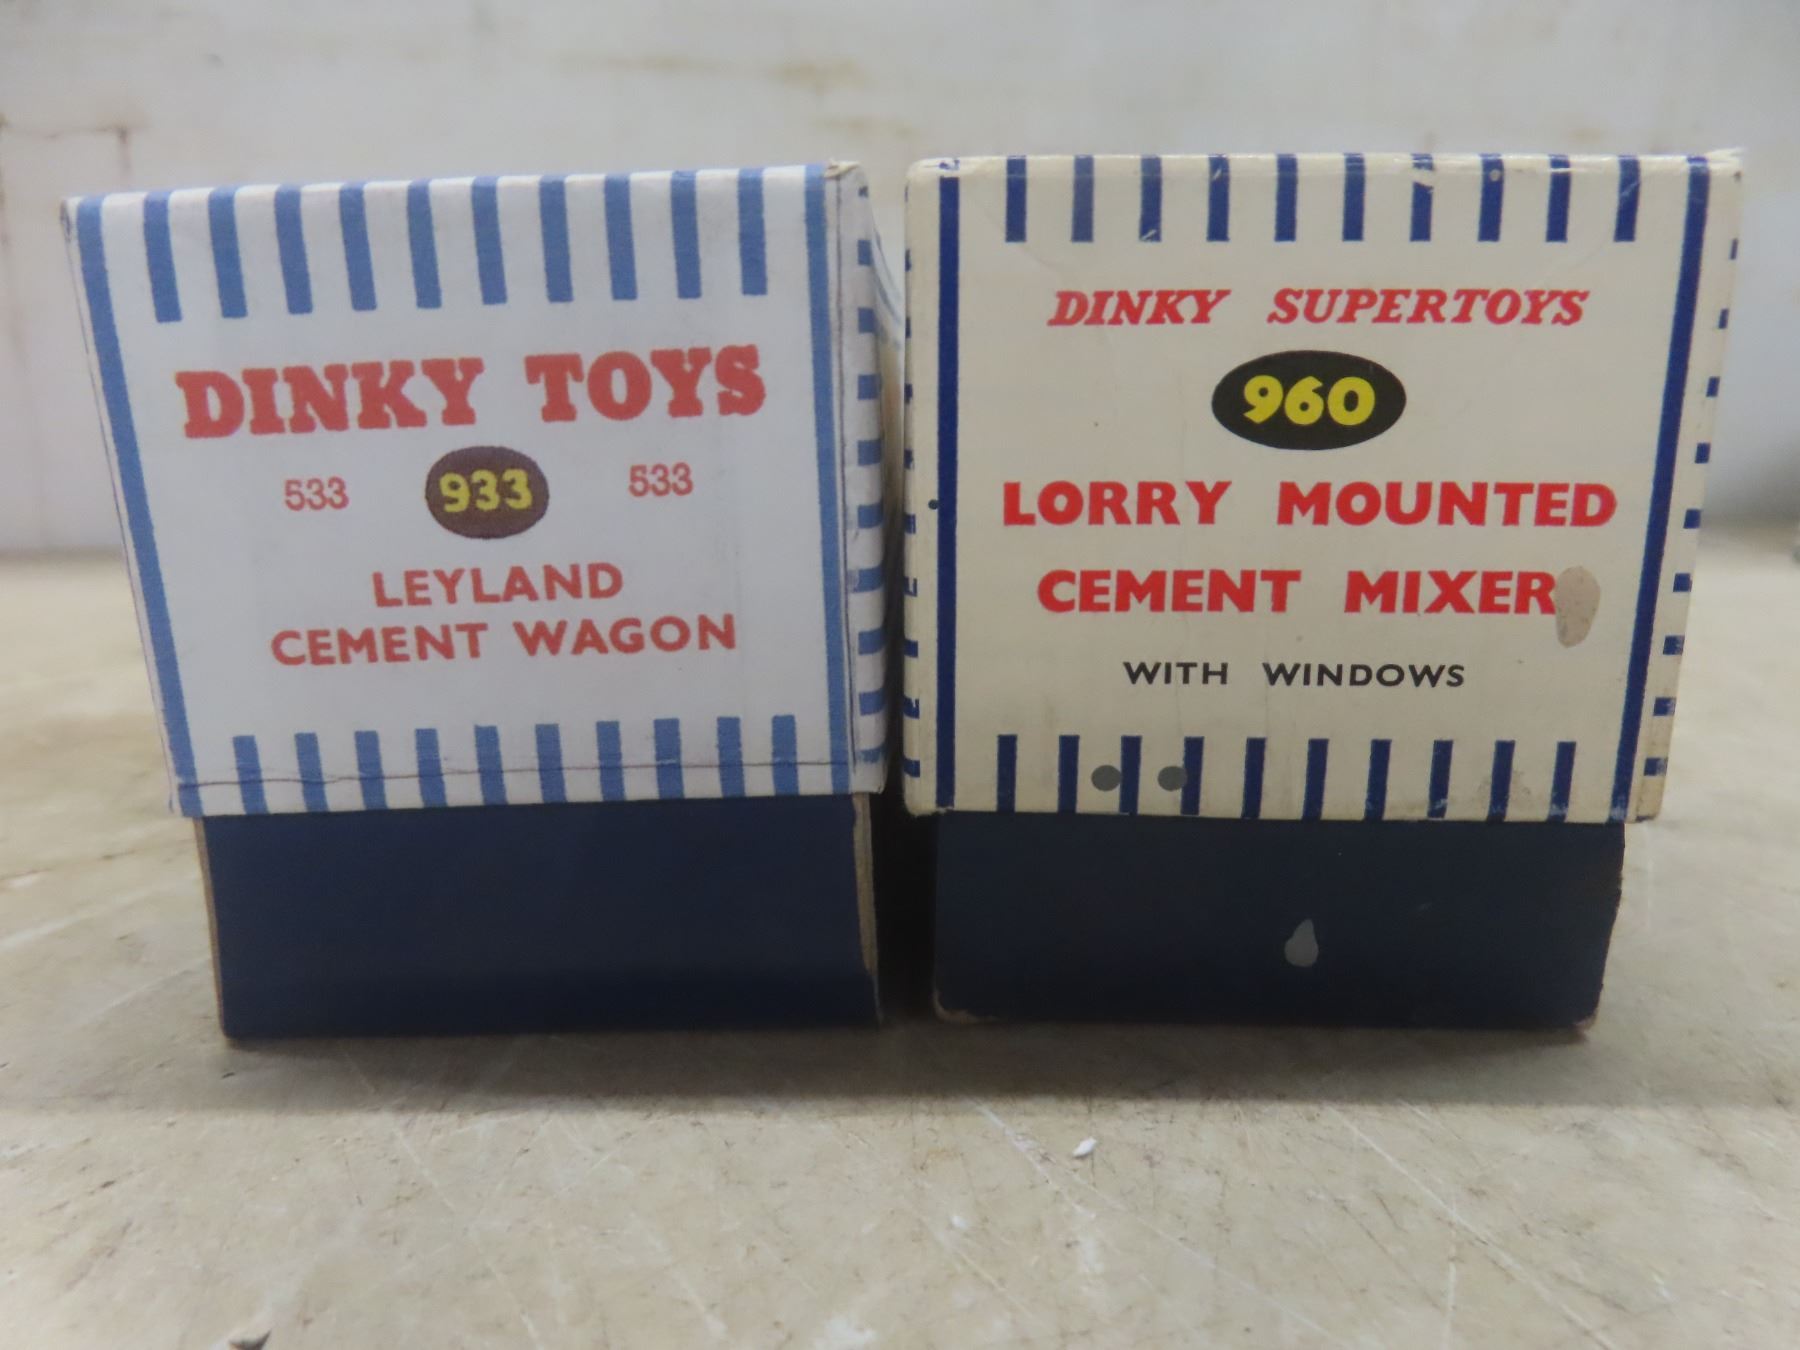 DINKY TOYS
533 933 533
LEYLAND
CEMENT WAGON
DINKY SUPERTOYS
960
LORRY MOUNTED
CEMENT MIXER
WITH WINDOWS